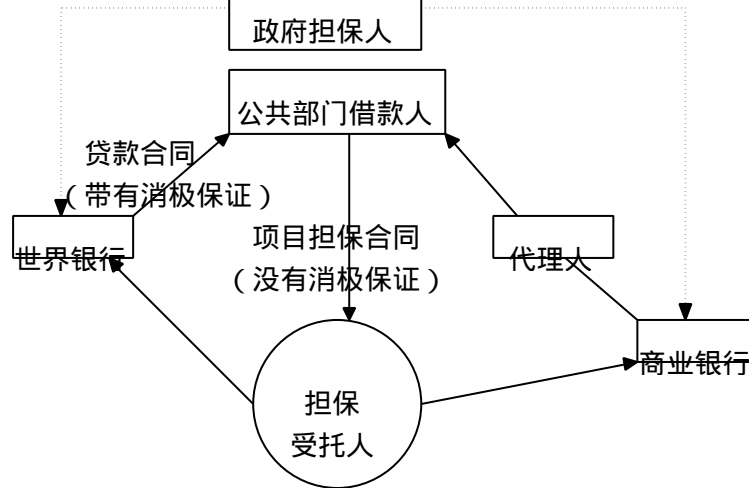 政府担保人
公共部门借款人
贷款合同
（带有消极保证）
项目担保合同
（没有消极保证）
世界银行
代理人
商业银行
担保
受托人